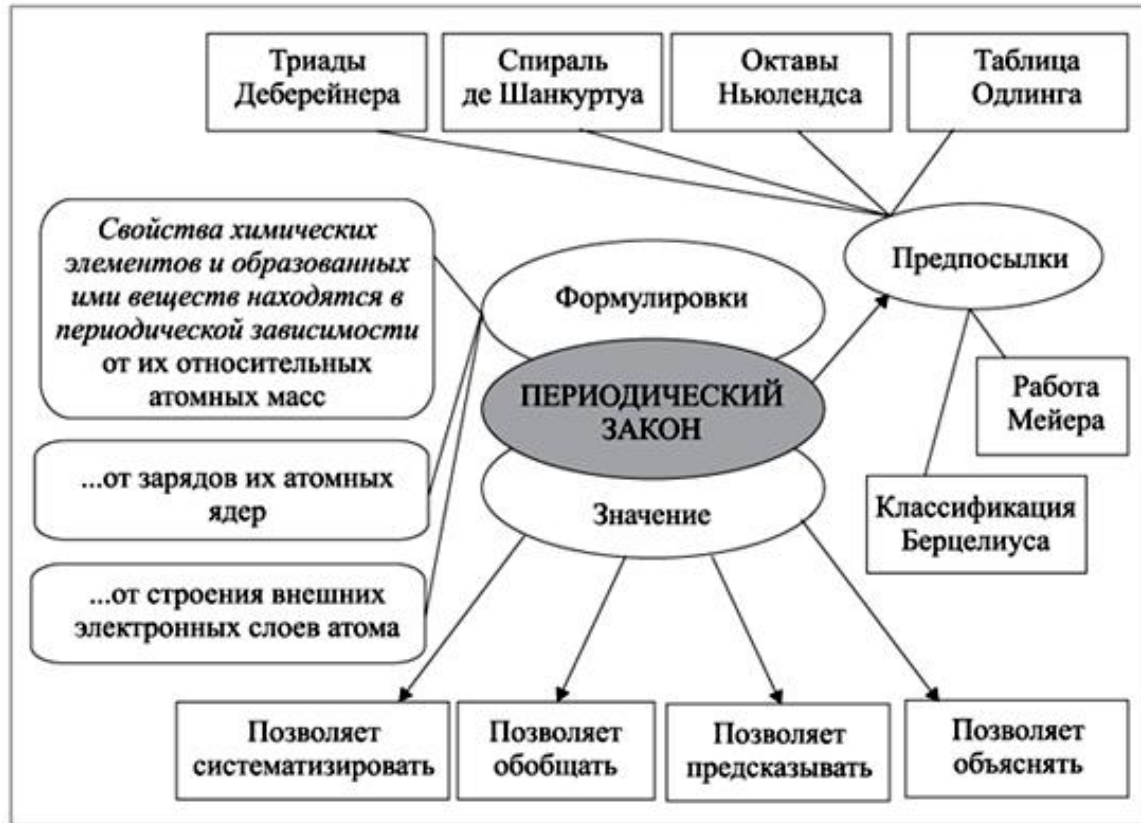 Триады
Деберейнера
Спираль
де Шанкуртуа
Октавы
Ньюлендса
Таблица
Одлинга
Свойства химических
элементов и образованных
ими веществ находятся в
периодической зависимости
от их относительных
атомных масс
Формулировки
Предпосылки
ПЕРИОДИЧЕСКИЙ
ЗАКОН
Работа
Мейера
...от зарядов их атомных
ядер
Значение
Классификация
Берцелиуса
...от строения внешних
электронных слоев атома
Позволяет
систематизировать
Позволяет
обобщать
Позволяет
предсказывать
Позволяет
объяснять